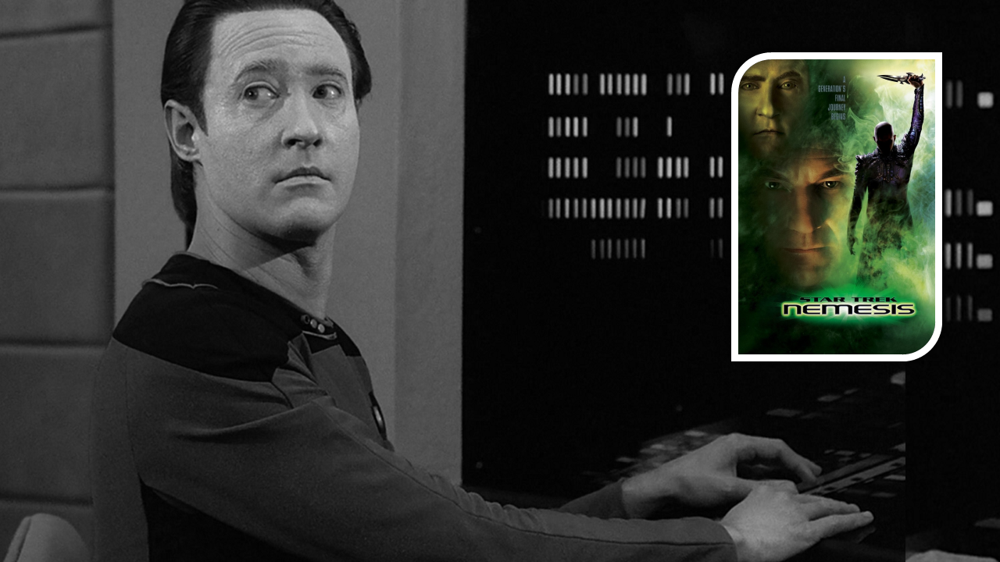 A
GENERATION'S
FINAL
JOURNEY
BEGINS
STAR TREK
NEMESIS